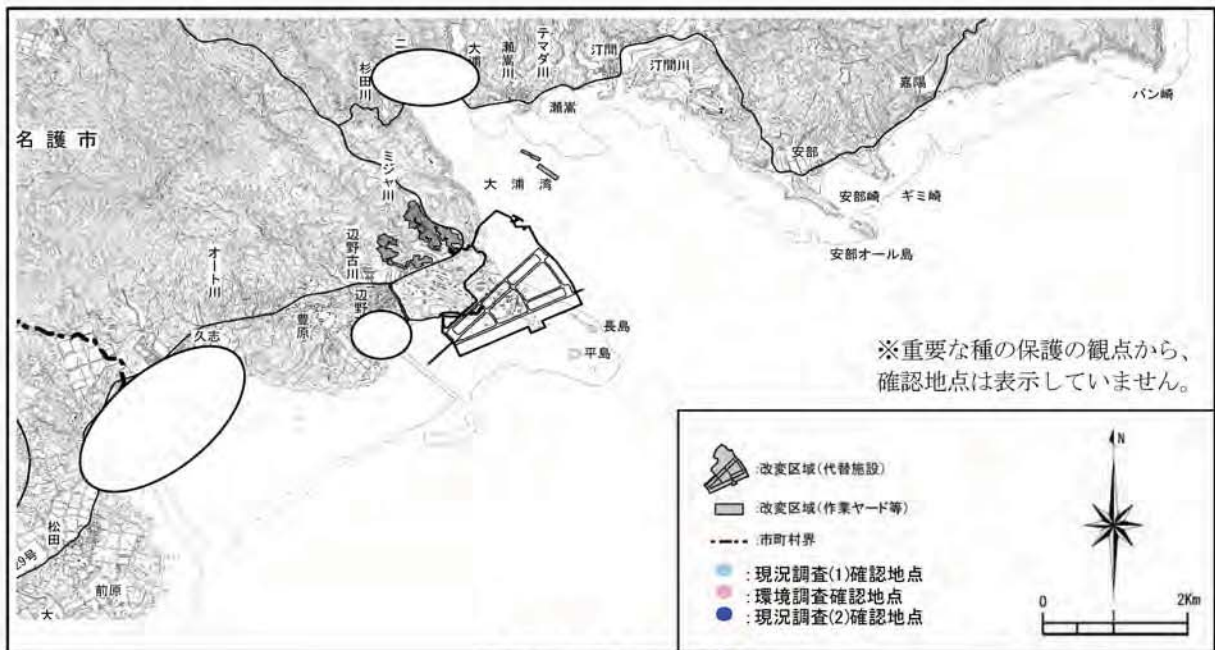 名護市
杉田川
二
大浦
瀬嵩川
テマダ川
汀間
汀間川
瀬嵩
嘉陽
バン崎
安部
安部崎
ギミ崎
安部オール島
大浦湾
ミジャ川
辺野古川
辺野
オート川
豊原
久志
長島
平島
松田
29号
前原
大
※重要な種の保護の観点から、
確認地点は表示していません。
:改変区域(代替施設)
:改変区域(作業ヤード等)
:市町村界
:現況調査(1)確認地点
:環境調査確認地点
:現況調査(2)確認地点
N
0 2Km